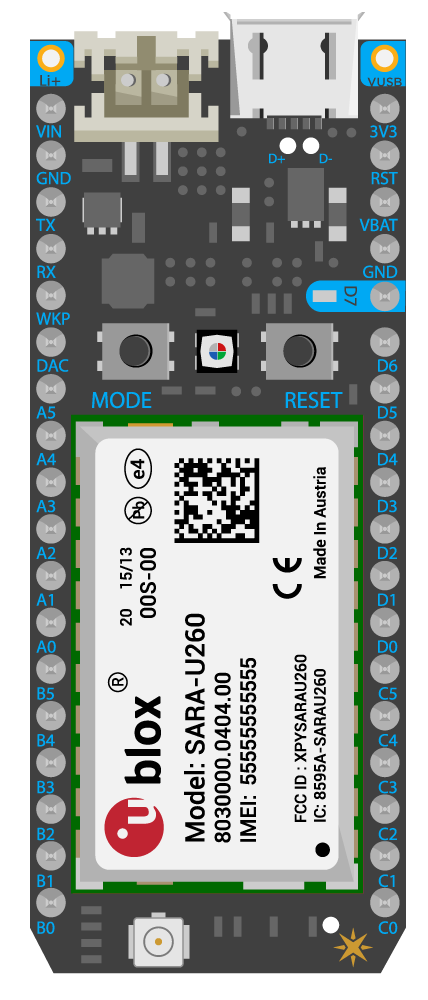 Li+
VUSB
VIN
3V3
D+ D-
GND
RST
TX
VBAT
RX
GND
WKP
D7
DAC
D6
MODE
RESET
A5
D5
A4
D4
A3
D3
A2
D2
A1
D1
A0
D0
B5
C5
B4
C4
B3
C3
B2
C2
B1
C1
B0
C0
u
blox®
20 15/13
00S-00
Pb
e4
Model: SARA-U260
8030000.0404.00
IMEI: 55555555555
CE
FCC ID : XPYSARAU260
IC: 8595A-SARAU260
Made In Austria